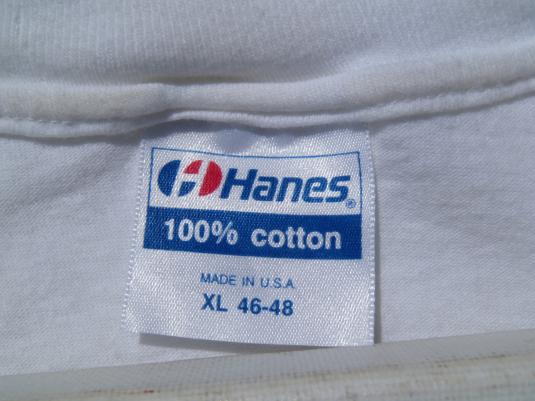 Hanes®
100% cotton
MADE IN U.S.A.
XL 46-48